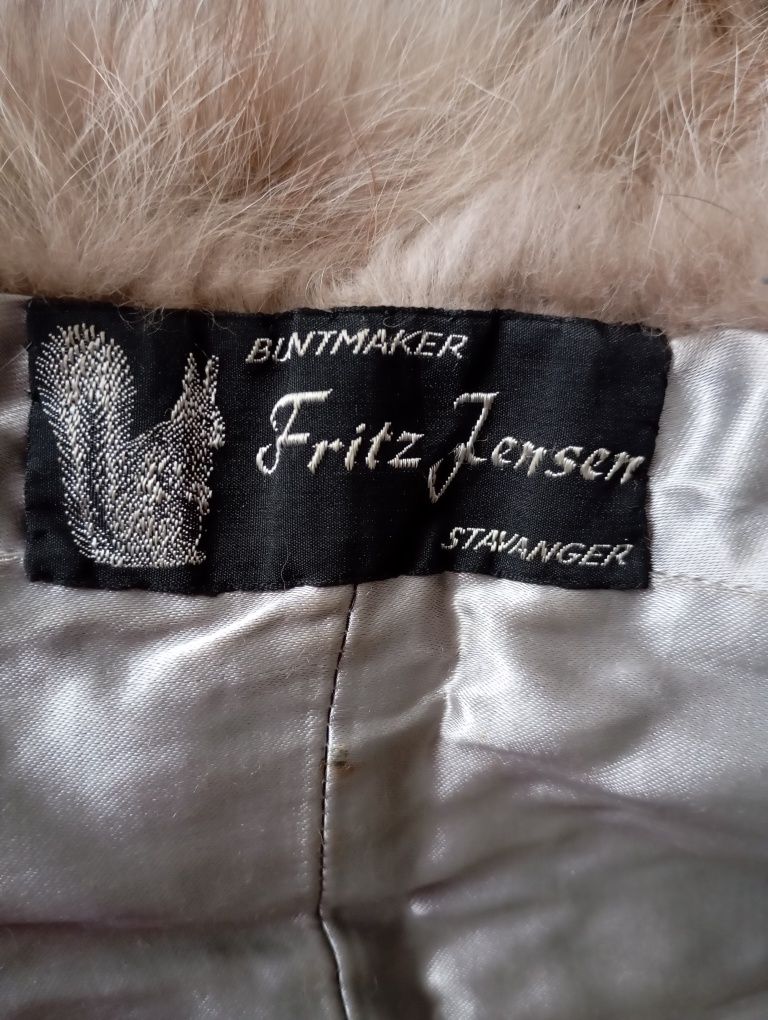 BUNTMAKER
Fritz Jensen
STAVANGER